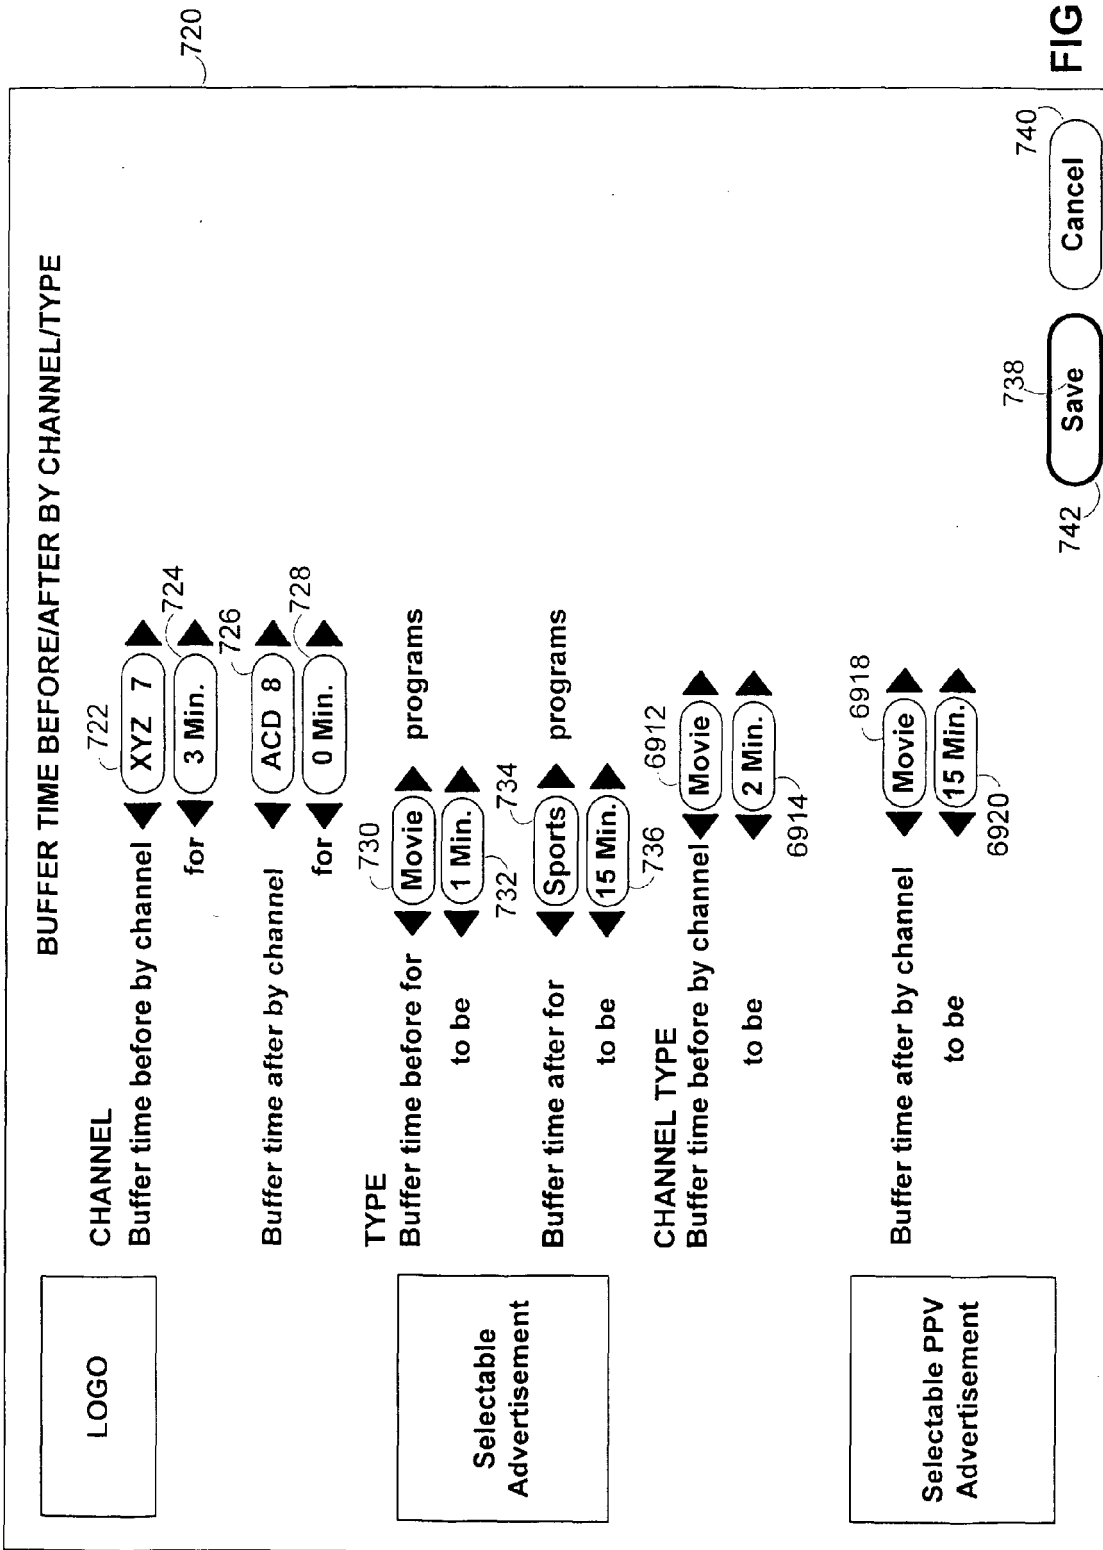 720
BUFFER TIME BEFORE/AFTER BY CHANNEL/TYPE
LOGO
CHANNEL
722
Buffer time before by channel XYZ 7
724
for 3 Min.
726
Buffer time after by channel ACD 8
728
for 0 Min.
TYPE
730
Buffer time before for Movie programs
to be 1 Min.
732
734
Buffer time after for Sports programs
to be 15 Min.
736
Selectable
Advertisement
CHANNEL TYPE
6912
Buffer time before by channel Movie
to be 2 Min.
6914
6918
Buffer time after by channel Movie
to be 15 Min.
6920
Selectable PPV
Advertisement
738
740
742
Save Cancel
FIG